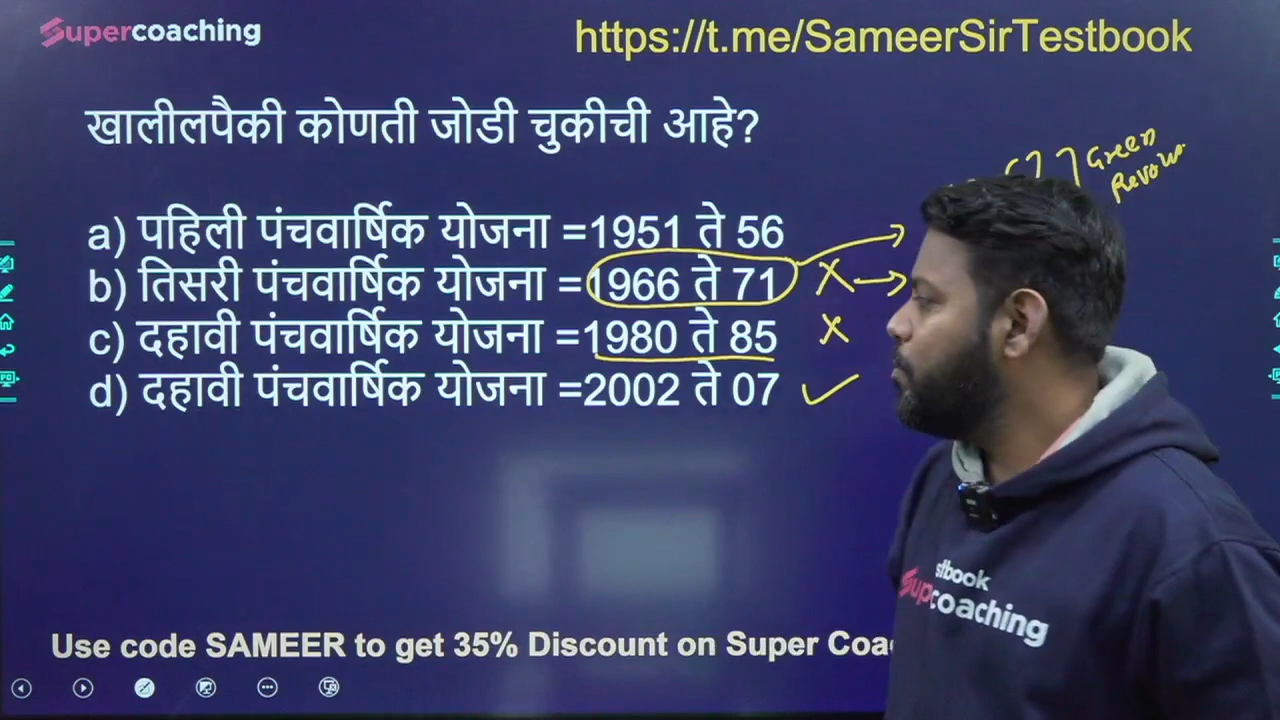 Supercoaching
https://t.me/SameerSirTestbook
खालीलपैकी कोणती जोडी चुकीची आहे?
Green
a) पहिली पंचवार्षिक योजना =1951 ते 56
b) तिसरी पंचवार्षिक योजना =1966 ते 71 X
c) दहावी पंचवार्षिक योजना =1980 ते 85 x
d) दहावी पंचवार्षिक योजना =2002 ते 07 ✓
stbook
Supercoaching
Use code SAMEER to get 35% Discount on Super Coa